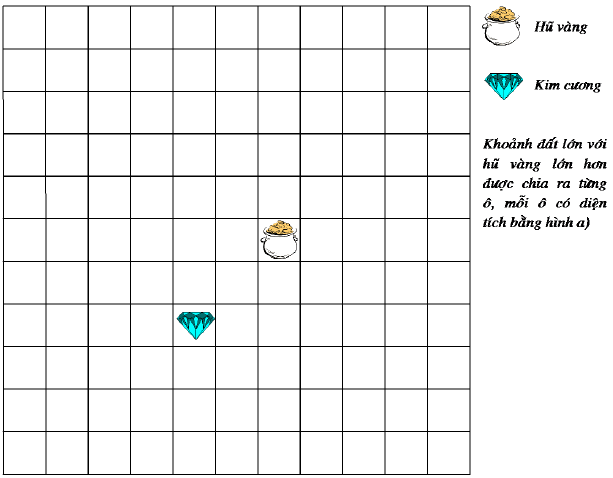 Hũ vàng
Kim cương
Khoảnh đất lớn với
hũ vàng lớn hơn
được chia ra từng
ô, mỗi ô có diện
tích bằng hình a)